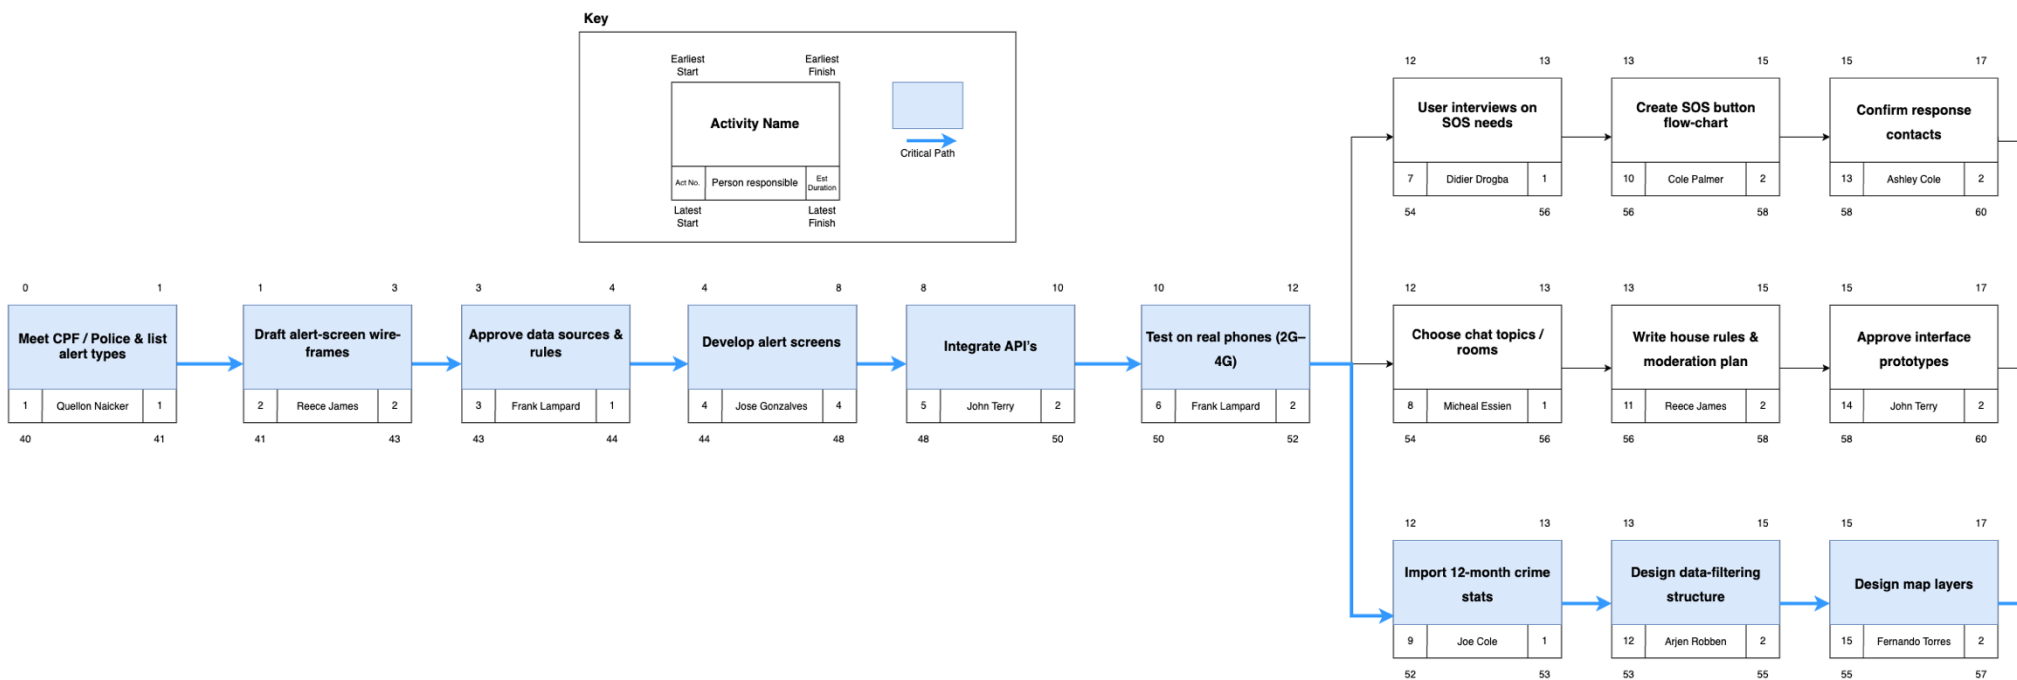 Key
Earliest Earliest
Start Finish
Activity Name
Critical Path
Act No. Person responsible Est
Duration
Latest Latest
Start Finish
12 13 13 15 15 17
User interviews on
SOS needs
Create SOS button
flow-chart
Confirm response
contacts
7 Didier Drogba 1
10 Cole Palmer 2
13 Ashley Cole 2
54 56 56 58 58 60
0 1 1 3 3 4 4 8 8 10 10 12 12 13 13 15 15 17
Meet CPF / Police & list
alert types
Draft alert-screen wire-
frames
Approve data sources &
rules
Develop alert screens
Integrate API's
Test on real phones (2G–
4G)
Choose chat topics /
rooms
Write house rules &
moderation plan
Approve interface
prototypes
1 Quellon Naicker 1
2 Reece James 2
3 Frank Lampard 1
4 Jose Gonzalves 4
5 John Terry 2
6 Frank Lampard 2
8 Micheal Essien 1
11 Reece James 2
14 John Terry 2
40 41 41 43 43 44 44 48 48 50 50 52 54 56 56 58 58 60
12 13 13 15 15 17
Import 12-month crime
stats
Design data-filtering
structure
Design map layers
9 Joe Cole 1
12 Arjen Robben 2
15 Fernando Torres 2
52 53 53 55 55 57